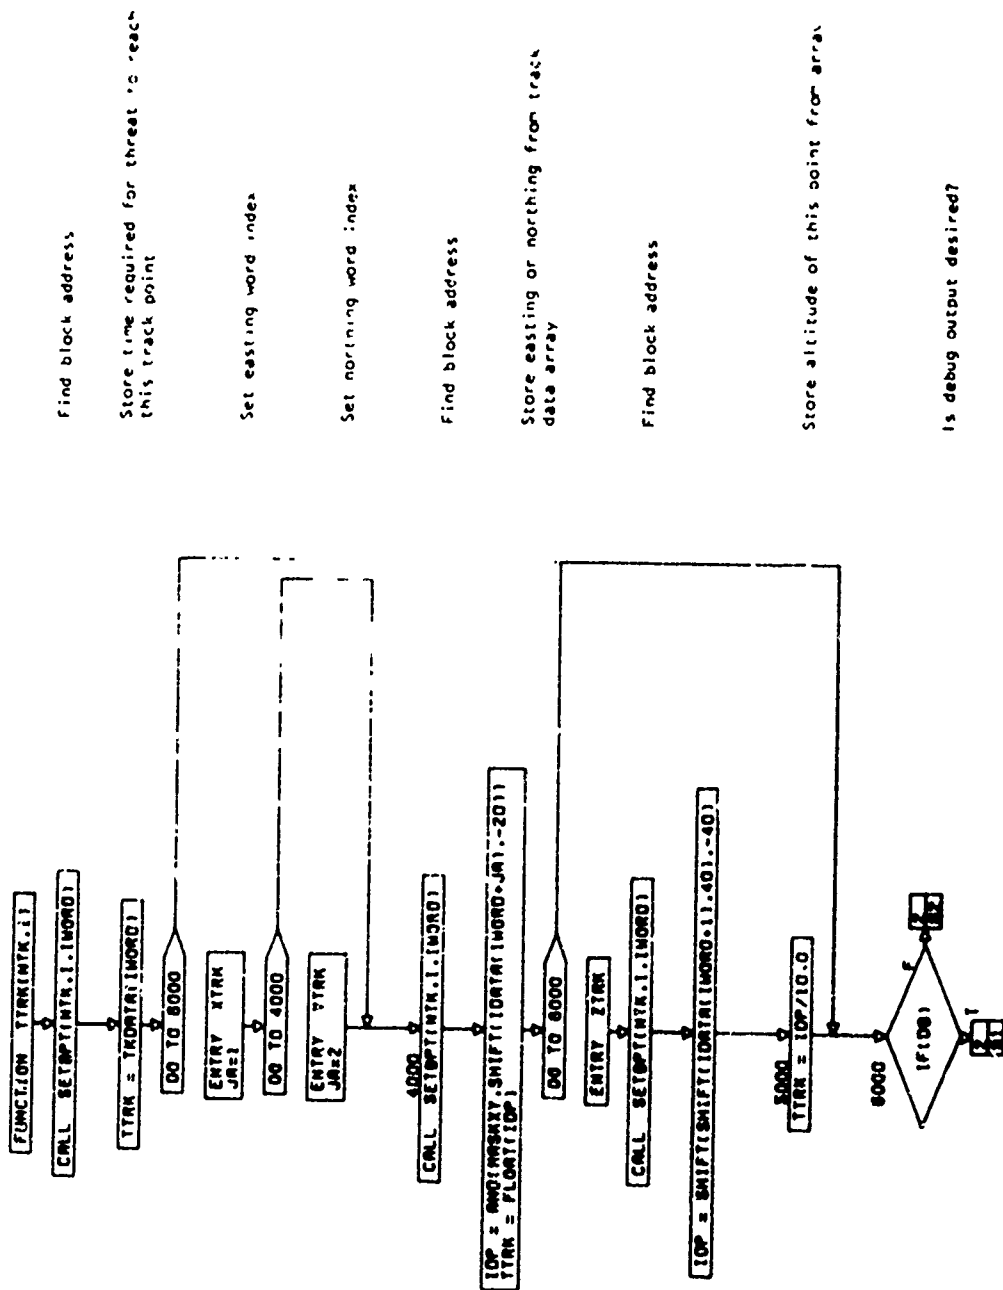 FUNCTION TTRK(NTK,I)
CALL SETBPT(NTK,I,IWORD)
Find block address
TTRK = TKDATA(IWORD)
Store time required for threat to reach
this track point
GO TO 6000
ENTRY XTRK
JA=1
Set easting word index
GO TO 4000
ENTRY YTRK
JA=2
Set northing word index
4000
CALL SETBPT(NTK,I,IWORD)
Find block address
IOP = AND(MASKXY,SHIFT(IDATA(IWORD+JA),-20))
TTRK = FLOAT(IOP)
Store easting or northing from track
data array
GO TO 6000
ENTRY ZTRK
CALL SETBPT(NTK,I,IWORD)
Find block address
IOP = SHIFT(SHIFT(IDATA(IWORD+1),40),-40)
5000
TTRK = IOP/10.0
Store altitude of this point from array
6000
IF(DB)
Is debug output desired?
F
2
T
2